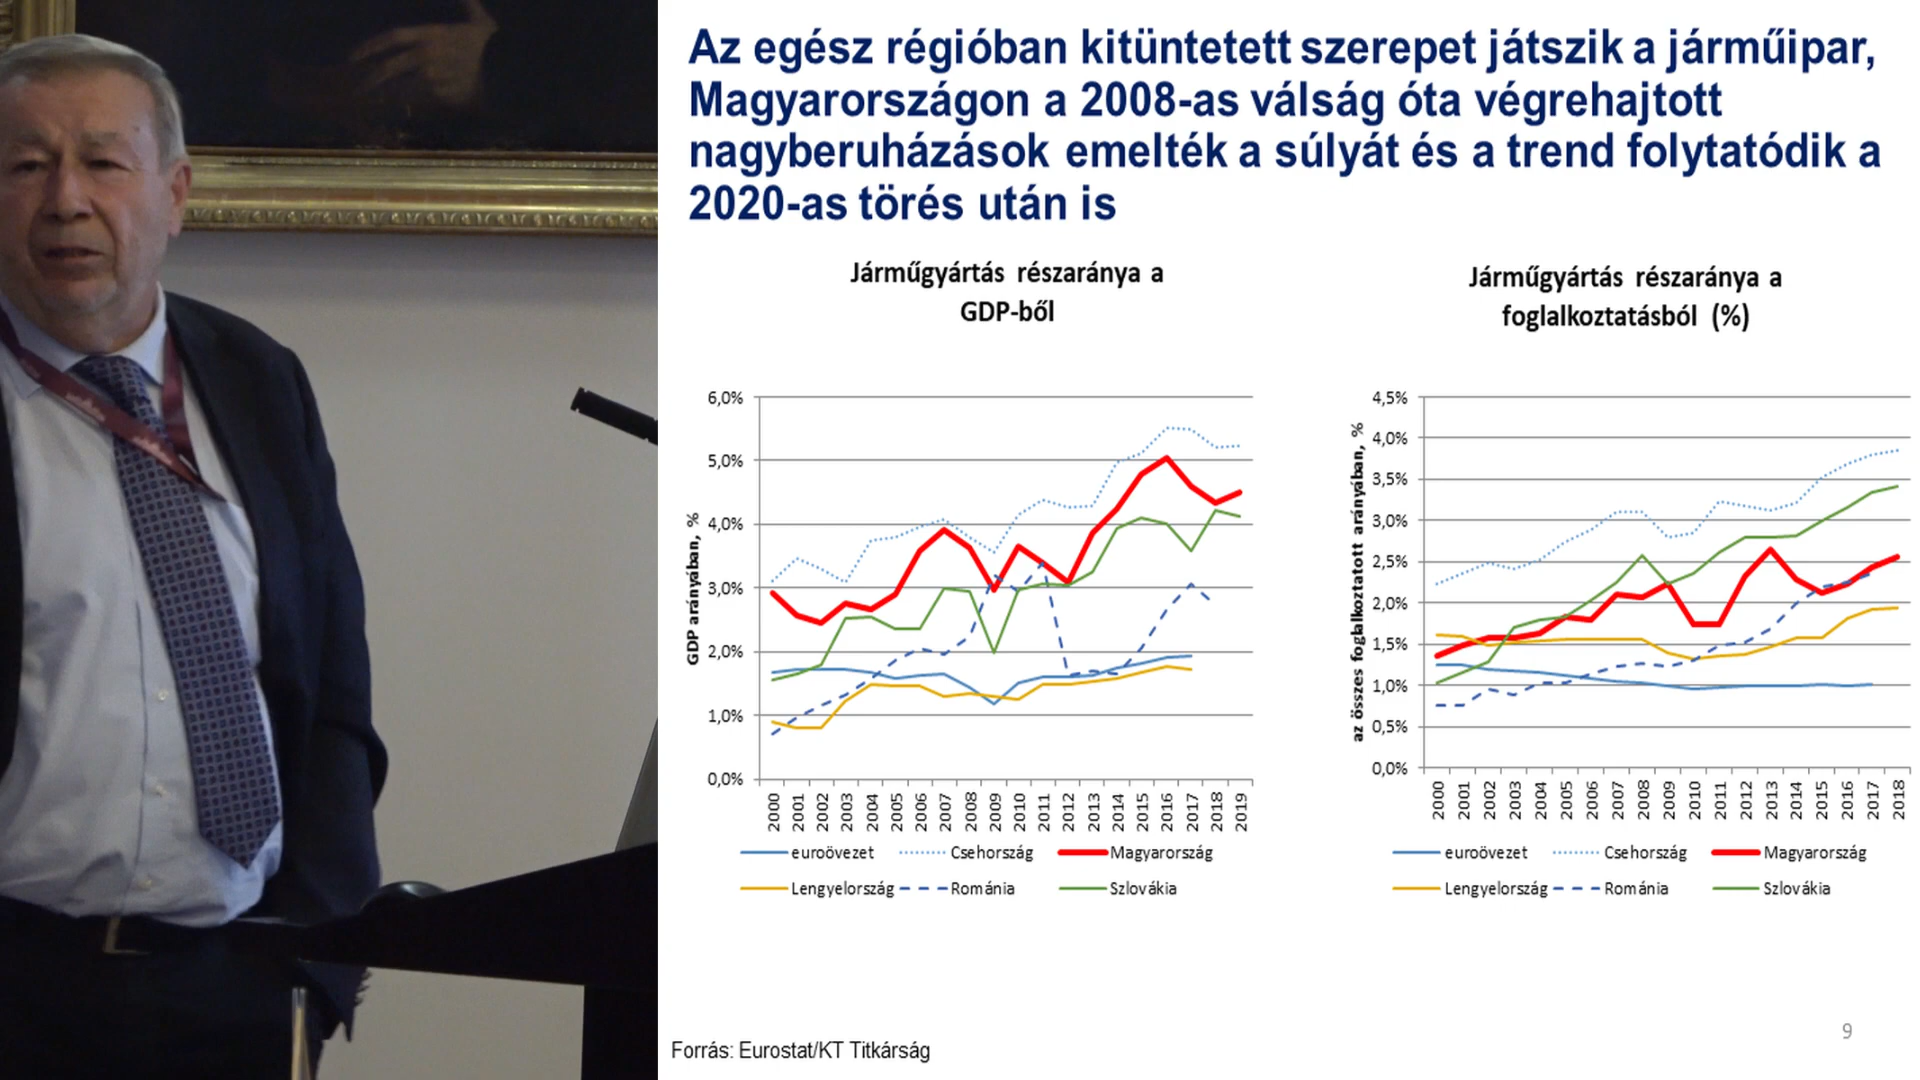 Az egész régióban kitüntetett szerepet játszik a járműipar,
Magyarországon a 2008-as válság óta végrehajtott
nagyberuházások emelték a súlyát és a trend folytatódik a
2020-as törés után is
Járműgyártás részaránya a
GDP-ből
GDP arányában, %
6,0%
5,0%
4,0%
3,0%
2,0%
1,0%
0,0%
2000 2001 2002 2003 2004 2005 2006 2007 2008 2009 2010 2011 2012 2013 2014 2015 2016 2017 2018 2019
euroövezet Csehország Magyarország
Lengyelország Románia Szlovákia
Járműgyártás részaránya a
foglalkoztatásból (%)
az összes foglalkoztatott arányában, %
4,5%
4,0%
3,5%
3,0%
2,5%
2,0%
1,5%
1,0%
0,5%
0,0%
2000 2001 2002 2003 2004 2005 2006 2007 2008 2009 2010 2011 2012 2013 2014 2015 2016 2017 2018
euroövezet Csehország Magyarország
Lengyelország Románia Szlovákia
9
Forrás: Eurostat/KT Titkárság